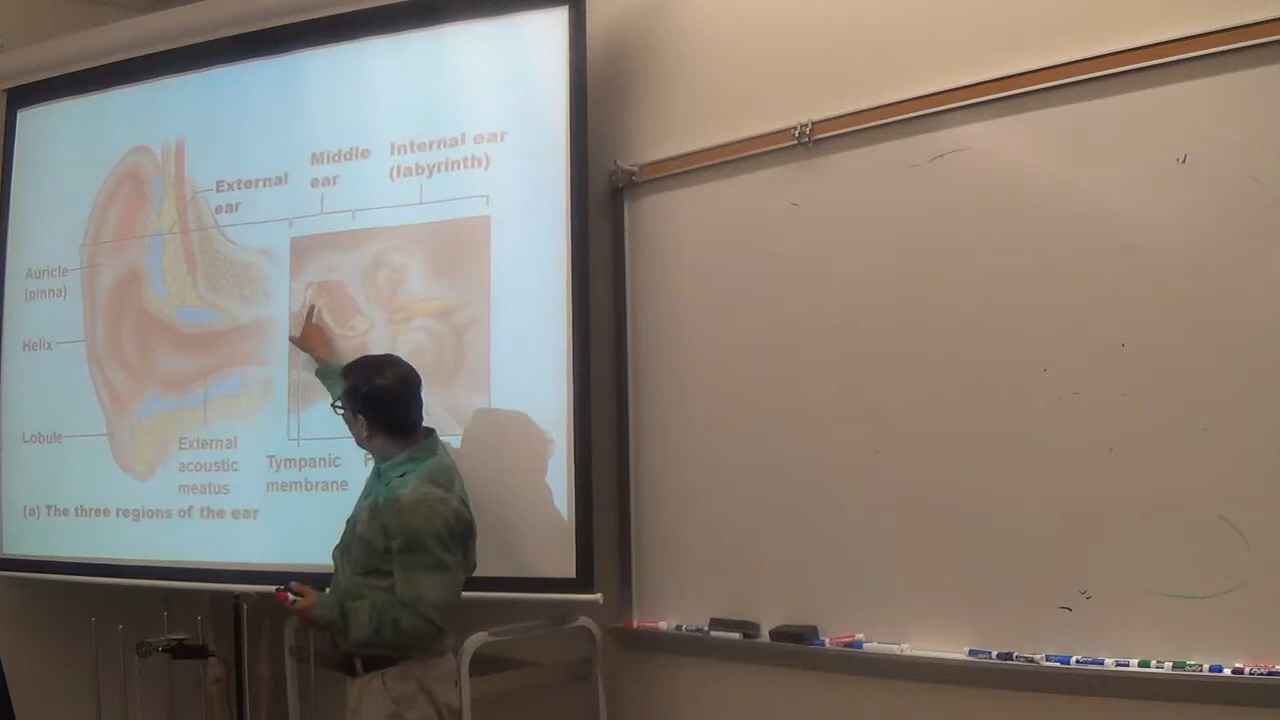 Middle
ear
Internal ear
(labyrinth)
External
ear
Auricle
(pinna)
Helix
Lobule
External
acoustic
meatus
Tympanic
membrane
(a) The three regions of the ear